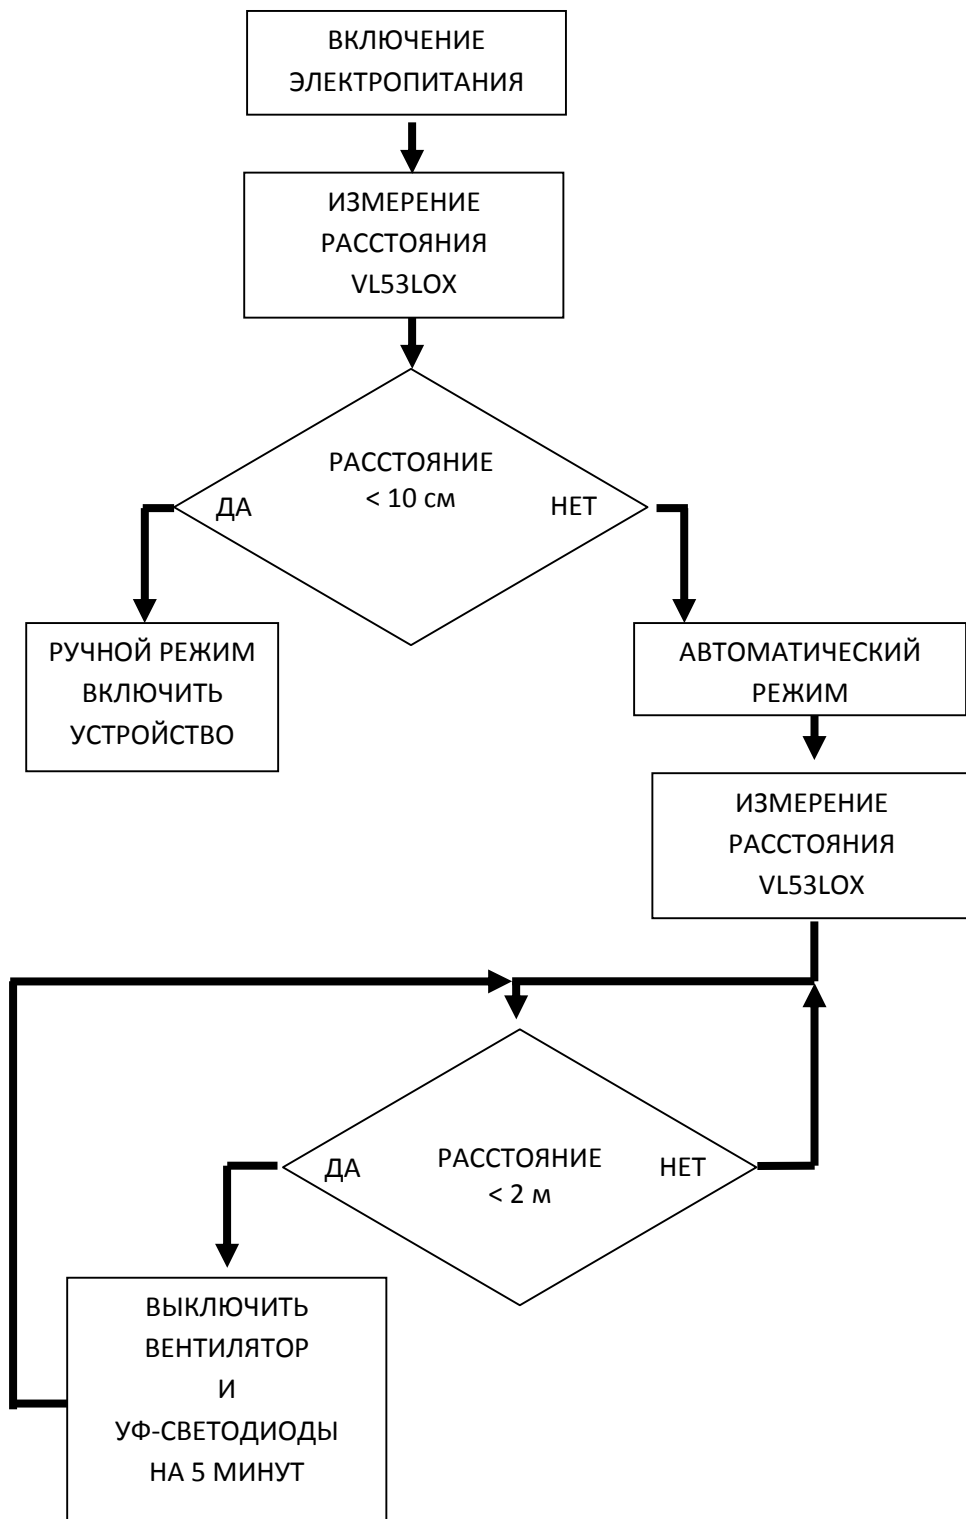 ВКЛЮЧЕНИЕ
ЭЛЕКТРОПИТАНИЯ
ИЗМЕРЕНИЕ
РАССТОЯНИЯ
VL53LOX
РАССТОЯНИЕ
< 10 см
ДА
НЕТ
РУЧНОЙ РЕЖИМ
ВКЛЮЧИТЬ
УСТРОЙСТВО
АВТОМАТИЧЕСКИЙ
РЕЖИМ
ИЗМЕРЕНИЕ
РАССТОЯНИЯ
VL53LOX
РАССТОЯНИЕ
< 2 м
ДА
НЕТ
ВЫКЛЮЧИТЬ
ВЕНТИЛЯТОР
И
УФ-СВЕТОДИОДЫ
НА 5 МИНУТ